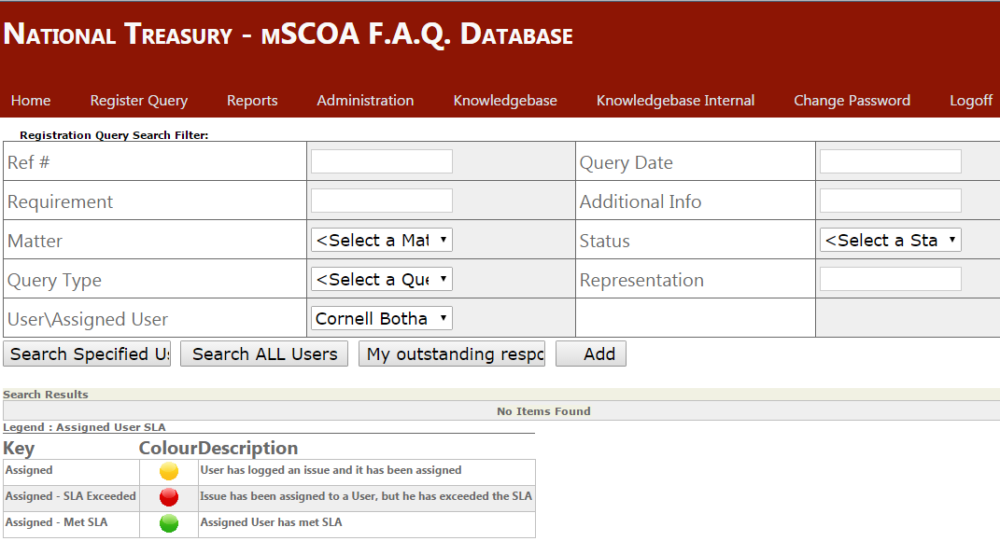 National Treasury - mSCOA F.A.Q. Database
Home Register Query Reports Administration Knowledgebase Knowledgebase Internal Change Password Logoff
Registration Query Search Filter:
Ref # Query Date
Requirement Additional Info
Matter <Select a Mat Status <Select a Sta
Query Type <Select a Que Representation
User\Assigned User Cornell Botha
Search Specified Us Search ALL Users My outstanding respo Add
Search Results
No Items Found
Legend : Assigned User SLA
Key Colour Description
Assigned User has logged an issue and it has been assigned
Assigned - SLA Exceeded Issue has been assigned to a User, but he has exceeded the SLA
Assigned - Met SLA Assigned User has met SLA